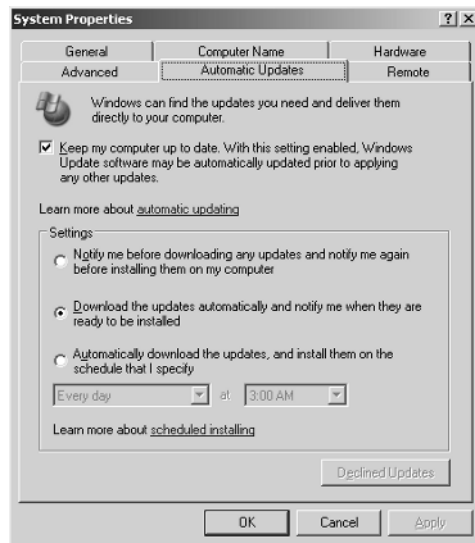 System Properties
General
Computer Name
Hardware
Advanced
Automatic Updates
Remote
Windows can find the updates you need and deliver them
directly to your computer.
Keep my computer up to date. With this setting enabled, Windows
Update software may be automatically updated prior to applying
any other updates.
Learn more about automatic updating
Settings
Notify me before downloading any updates and notify me again
before installing them on my computer
Download the updates automatically and notify me when they are
ready to be installed
Automatically download the updates, and install them on the
schedule that I specify
Every day at 3:00 AM
Learn more about scheduled installing
Declined Updates
OK Cancel Apply